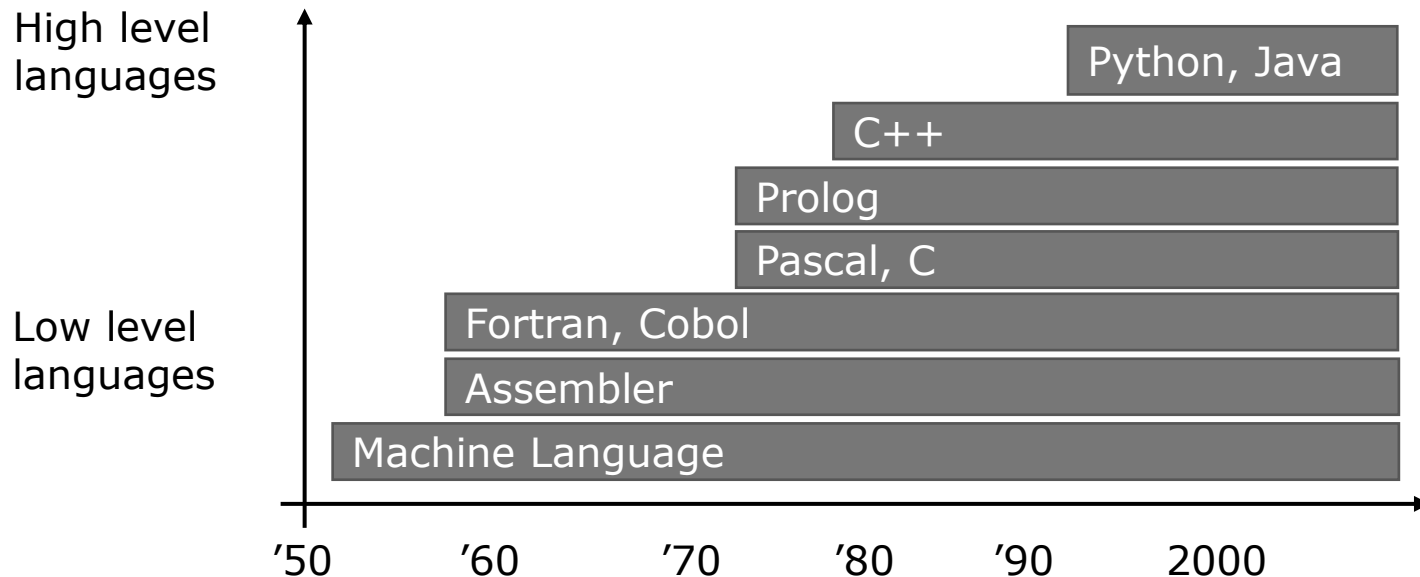 High level
languages
Python, Java
C++
Prolog
Pascal, C
Low level
languages
Fortran, Cobol
Assembler
Machine Language
’50 ’60 ’70 ’80 ’90 2000